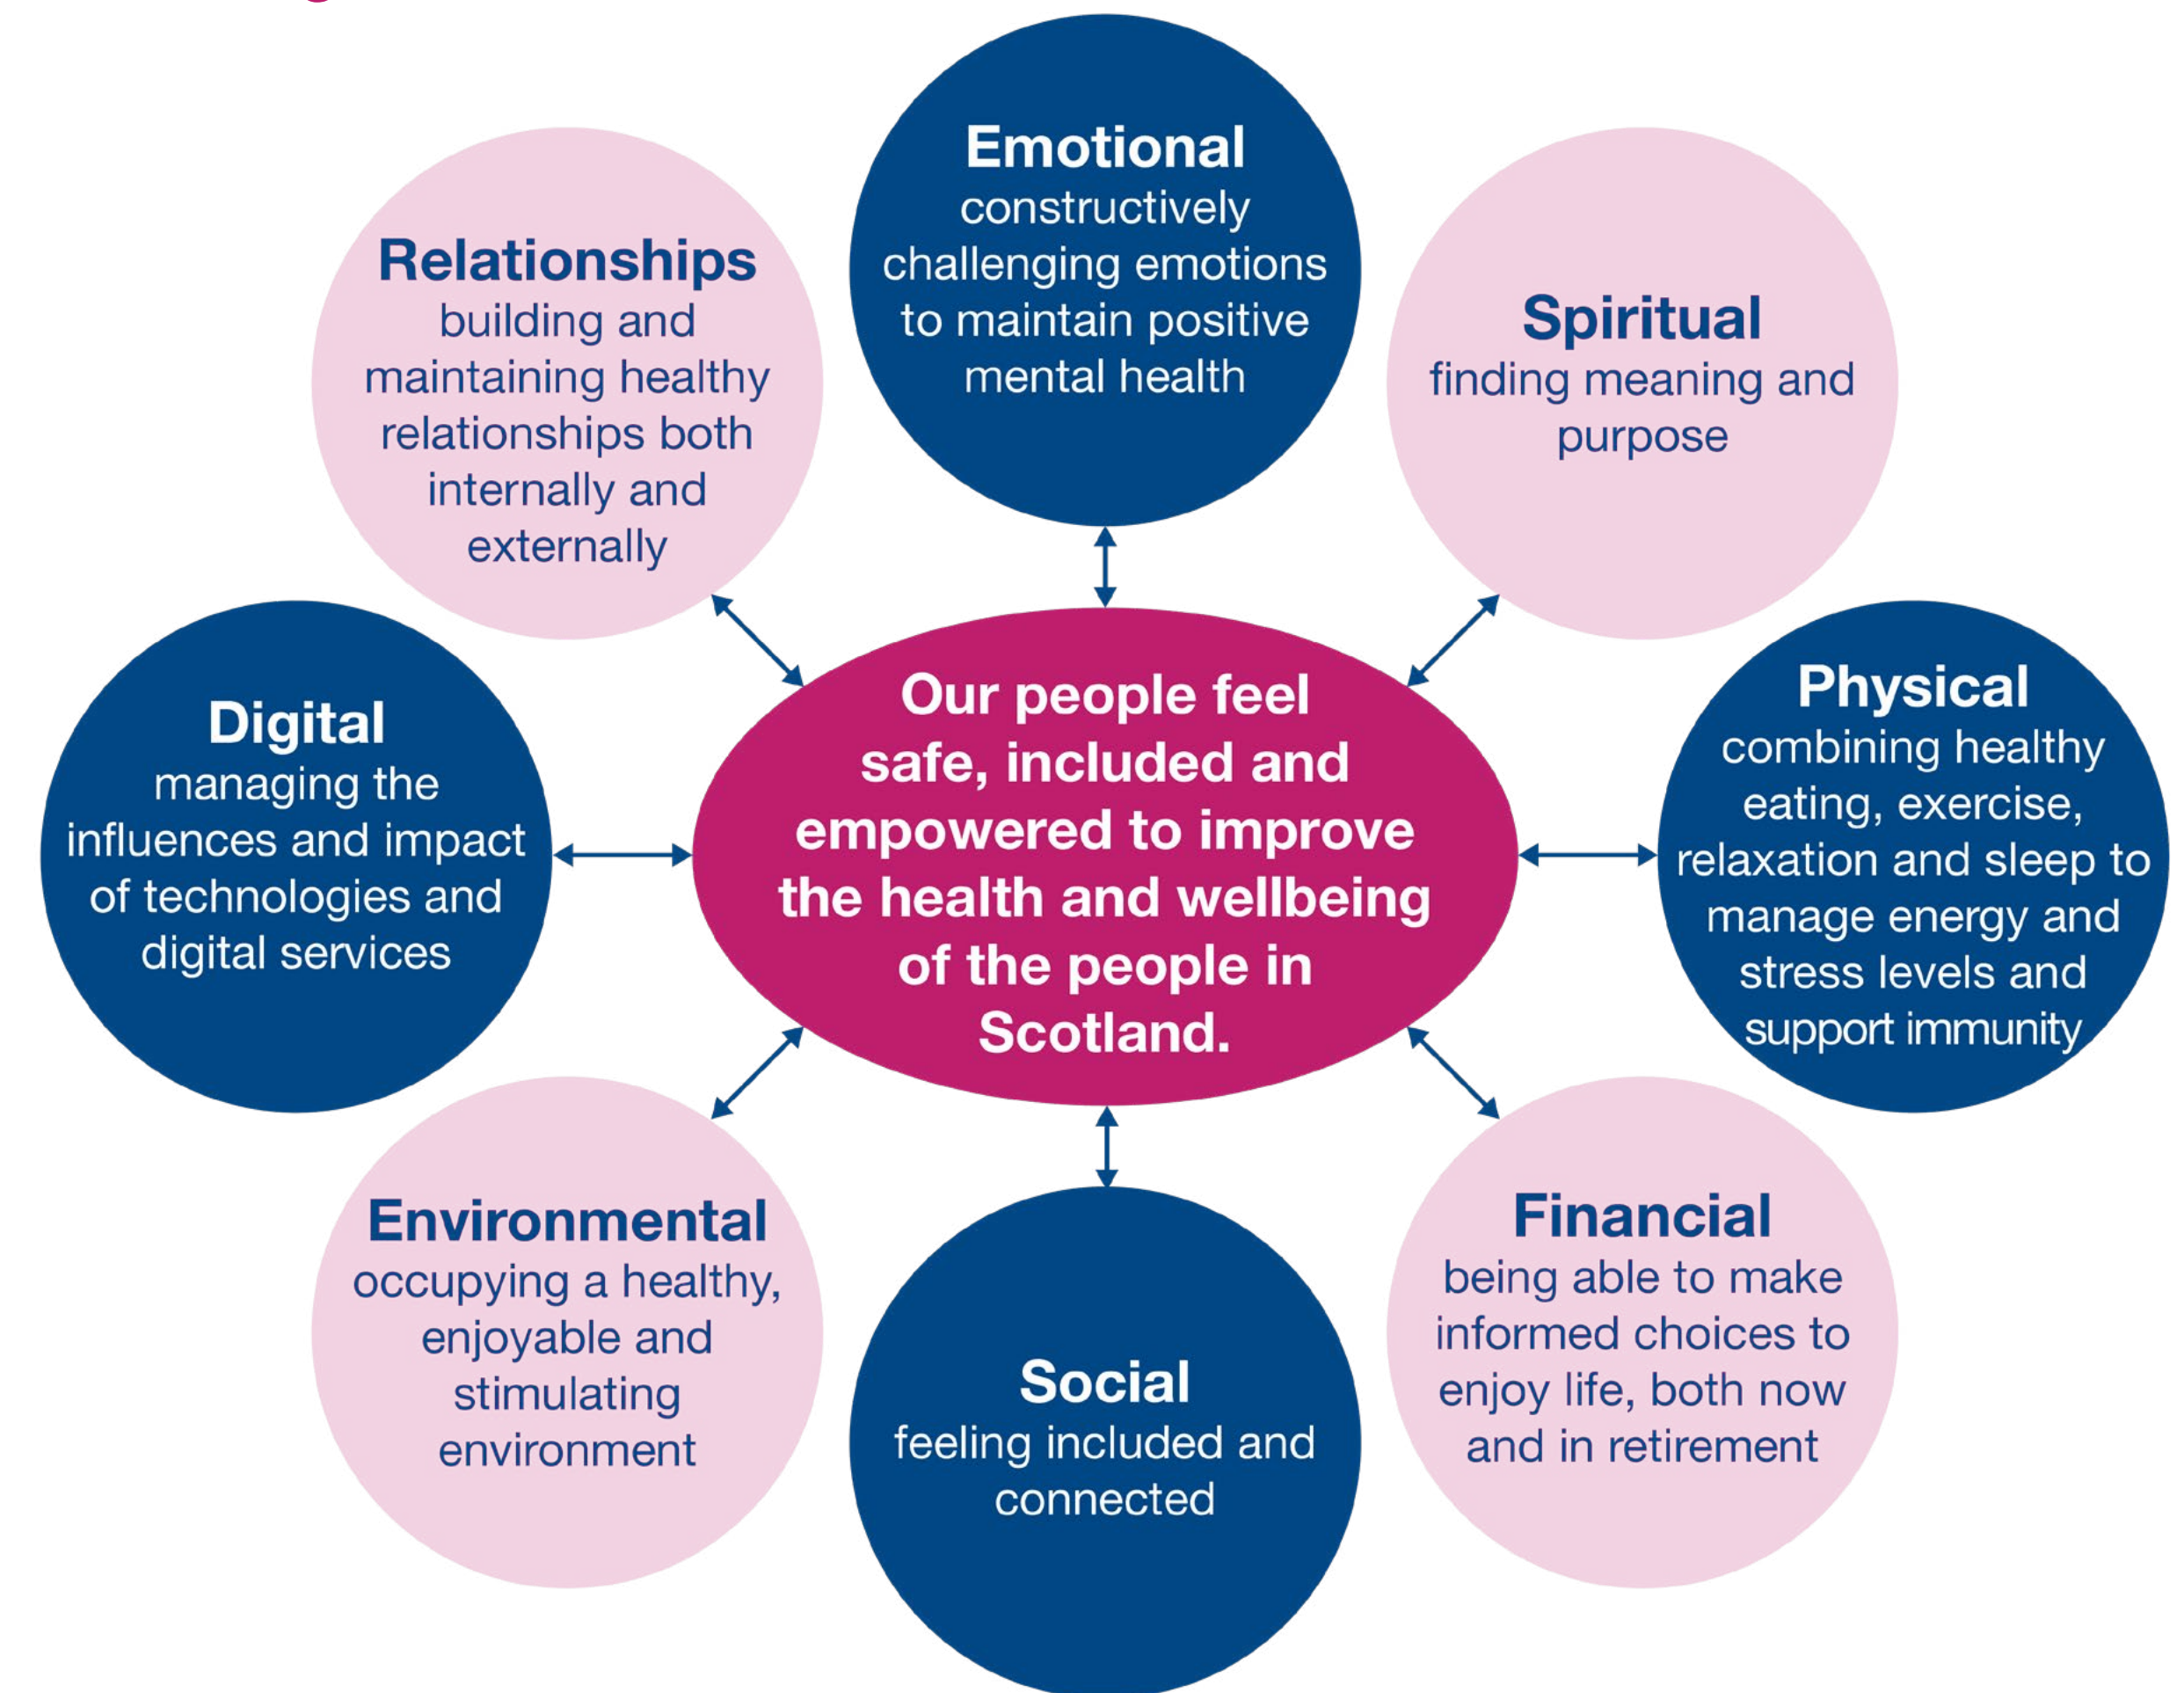 Emotional
constructively
challenging emotions
to maintain positive
mental health
Relationships
building and
maintaining healthy
relationships both
internally and
externally
Spiritual
finding meaning and
purpose
Digital
managing the
influences and impact
of technologies and
digital services
Our people feel
safe, included and
empowered to improve
the health and wellbeing
of the people in
Scotland.
Physical
combining healthy
eating, exercise,
relaxation and sleep to
manage energy and
stress levels and
support immunity
Environmental
occupying a healthy,
enjoyable and
stimulating
environment
Social
feeling included and
connected
Financial
being able to make
informed choices to
enjoy life, both now
and in retirement